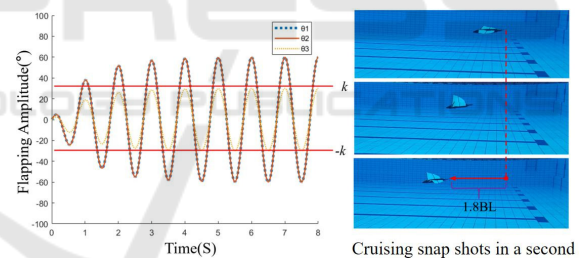 100
80
60
40
20
0
-20
-40
-60
-80
-100
Flapping Amplitude(°)
θ1
θ2
θ3
k
-k
0 1 2 3 4 5 6 7 8
Time(S)
1.8BL
Cruising snap shots in a second